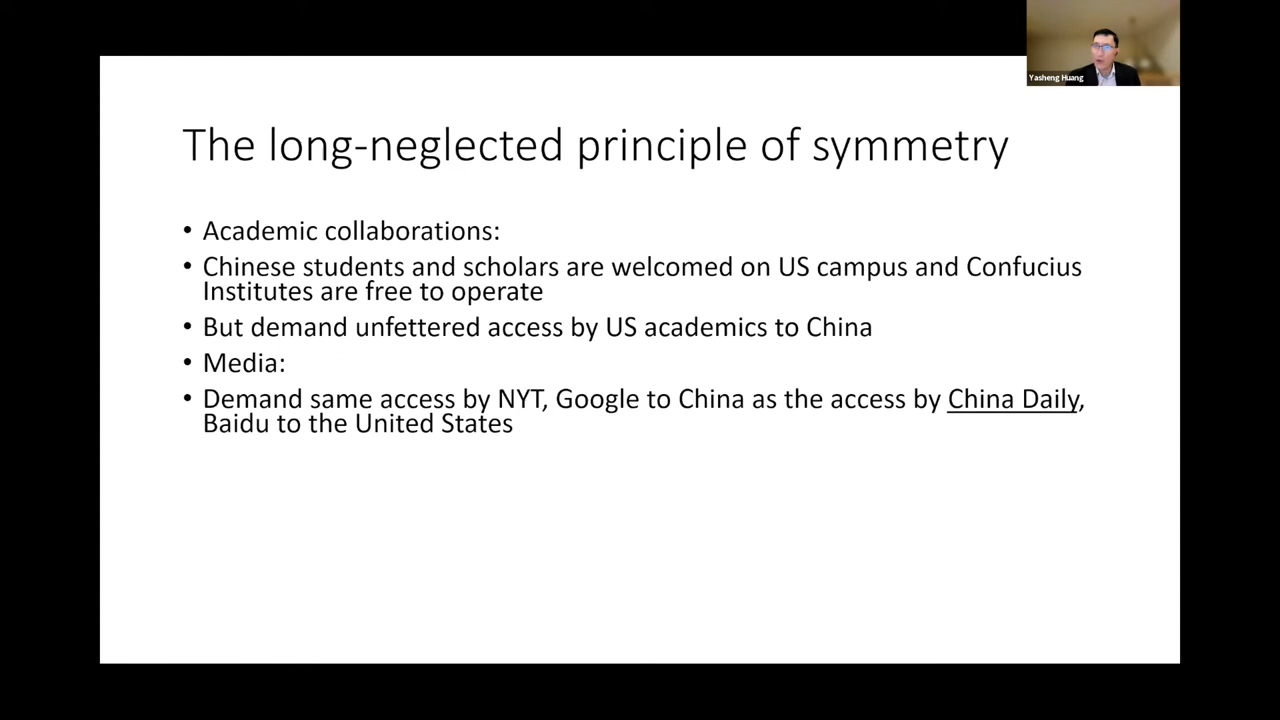 Yasheng Huang
The long-neglected principle of symmetry
• Academic collaborations:
• Chinese students and scholars are welcomed on US campus and Confucius
Institutes are free to operate
• But demand unfettered access by US academics to China
• Media:
• Demand same access by NYT, Google to China as the access by China Daily,
Baidu to the United States